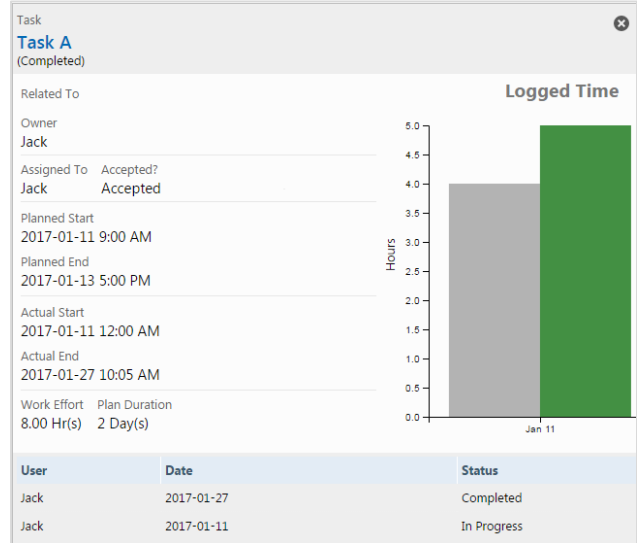 Task
Task A
(Completed)
Related To
Logged Time
Owner
Jack
Assigned To Accepted?
Jack Accepted
Planned Start
2017-01-11 9:00 AM
Planned End
2017-01-13 5:00 PM
Actual Start
2017-01-11 12:00 AM
Actual End
2017-01-27 10:05 AM
Work Effort Plan Duration
8.00 Hr(s) 2 Day(s)
Hours
5.0
4.5
4.0
3.5
3.0
2.5
2.0
1.5
1.0
0.5
0.0
Jan 11
User Date Status
Jack 2017-01-27 Completed
Jack 2017-01-11 In Progress